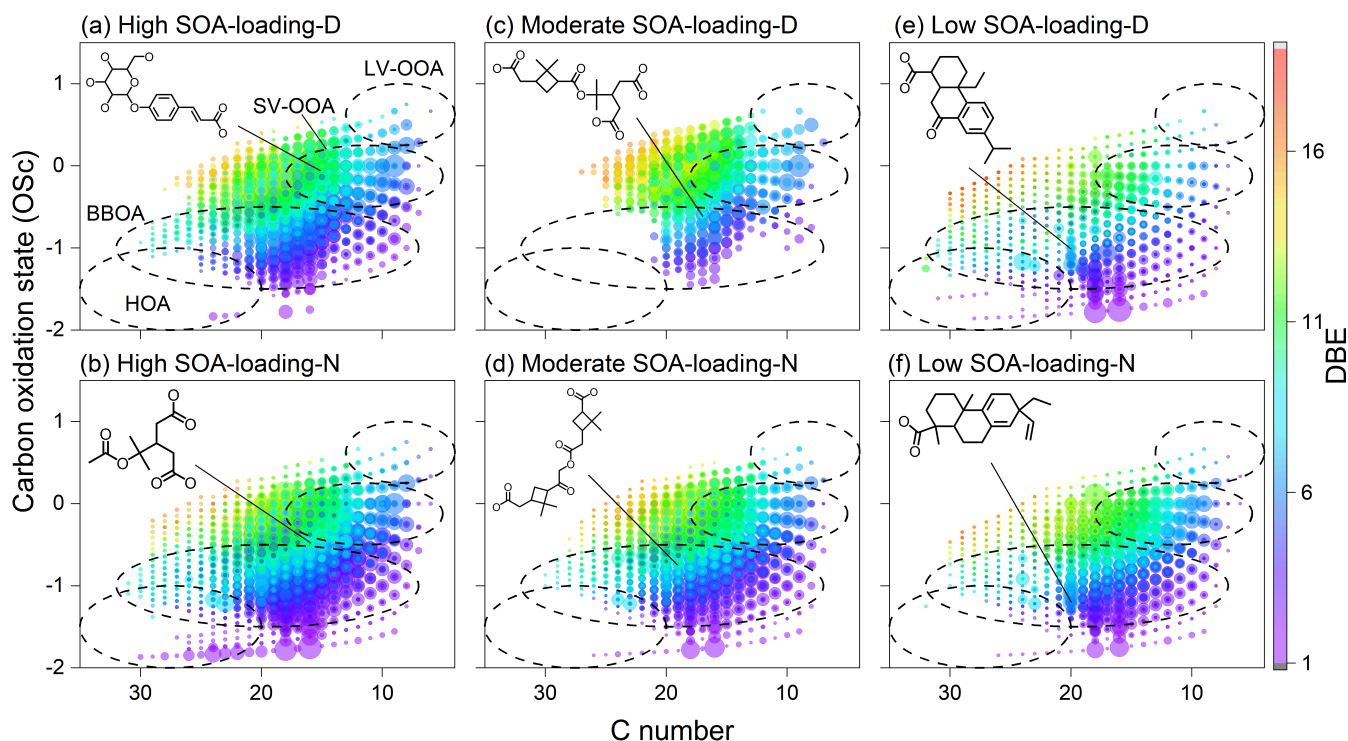 (a) High SOA-loading-D
(c) Moderate SOA-loading-D
(e) Low SOA-loading-D
LV-OOA
SV-OOA
BBOA
HOA
1
0
-1
-2
(b) High SOA-loading-N
(d) Moderate SOA-loading-N
(f) Low SOA-loading-N
1
0
-1
-2
30 20 10
30 20 10
30 20 10
Carbon oxidation state (OSc)
C number
16
11
6
1
DBE